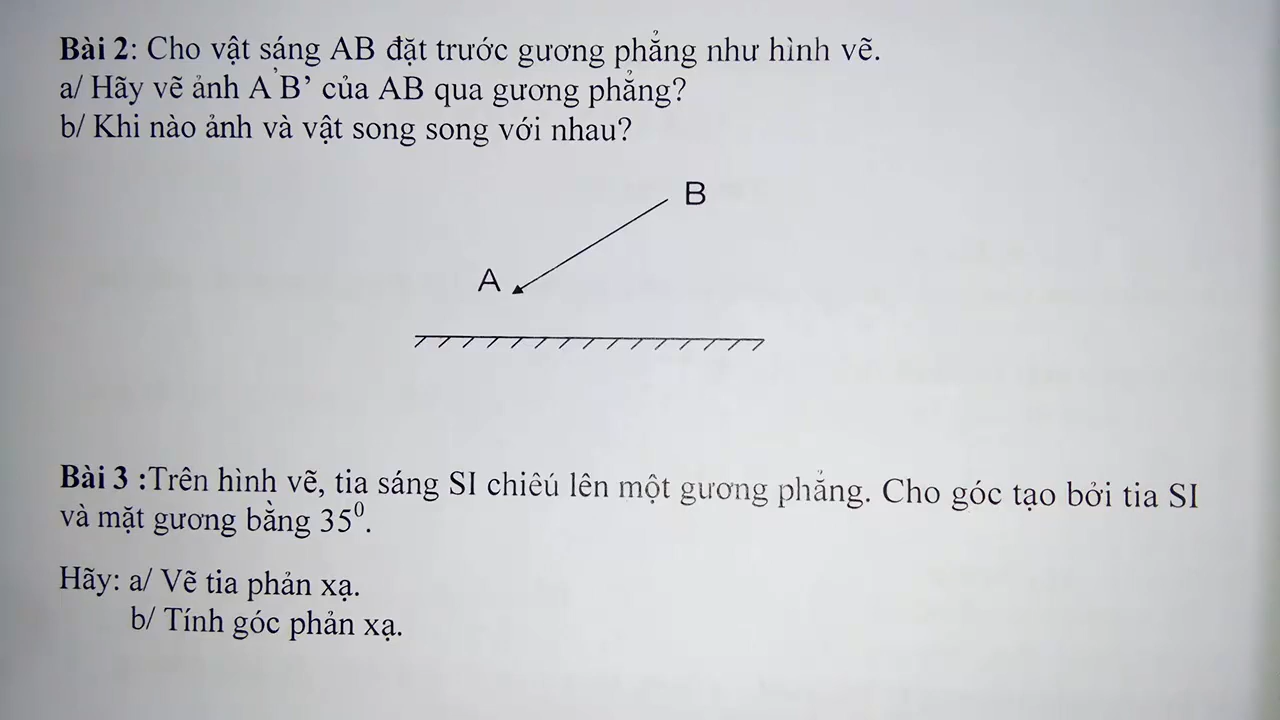 Bài 2: Cho vật sáng AB đặt trước gương phẳng như hình vẽ.
a/ Hãy vẽ ảnh A’B’ của AB qua gương phẳng?
b/ Khi nào ảnh và vật song song với nhau?
B
A
Bài 3 :Trên hình vẽ, tia sáng SI chiêú lên một gương phẳng. Cho góc tạo bởi tia SI
và mặt gương bằng 35⁰.
Hãy: a/ Vẽ tia phản xạ.
b/ Tính góc phản xạ.